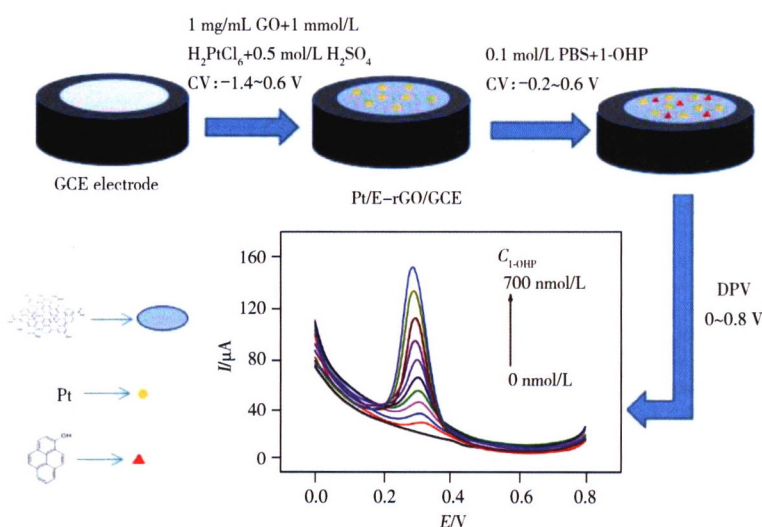 1 mg/mL GO+1 mmol/L
H₂PtCl₆+0.5 mol/L H₂SO₄
CV:−1.4~0.6 V
0.1 mol/L PBS+1-OHP
CV:−0.2~0.6 V
GCE electrode
Pt/E−rGO/GCE
DPV
0~0.8 V
C₁₋OHP
700 nmol/L
0 nmol/L
I/μA
160
120
80
40
0
0.0 0.2 0.4 0.6 0.8
E/V
Pt
OH